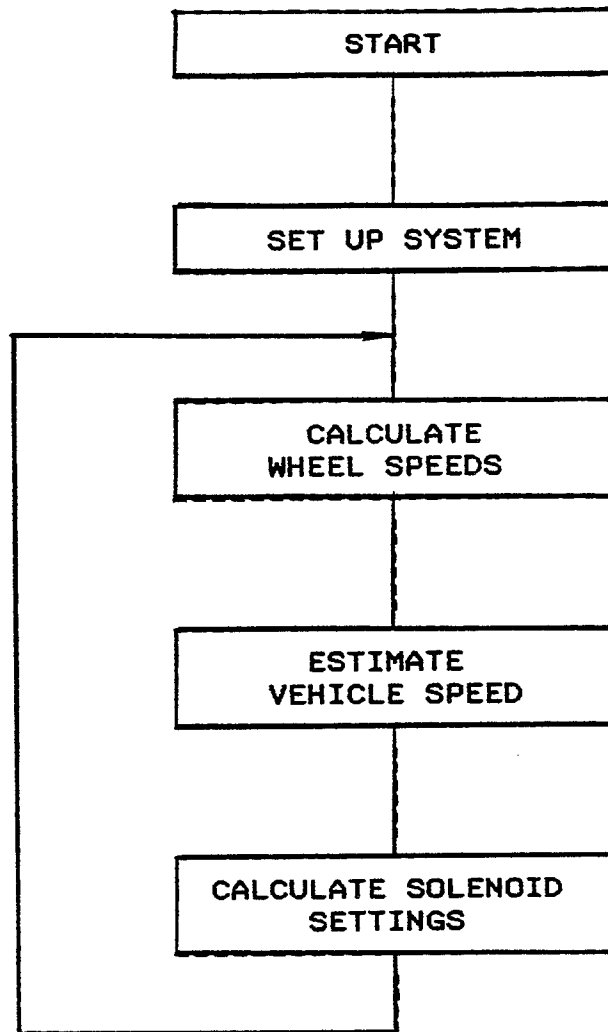 START
SET UP SYSTEM
CALCULATE
WHEEL SPEEDS
ESTIMATE
VEHICLE SPEED
CALCULATE SOLENOID
SETTINGS